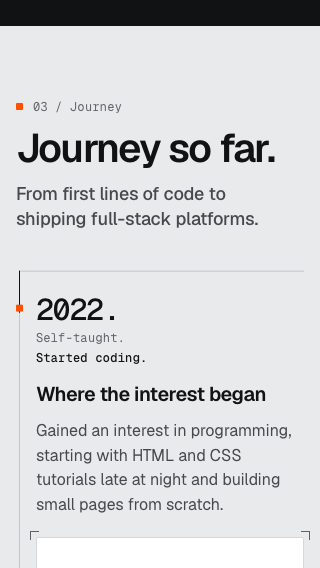 03 / Journey
Journey so far.
From first lines of code to
shipping full-stack platforms.
2022.
Self-taught.
Started coding.
Where the interest began
Gained an interest in programming,
starting with HTML and CSS
tutorials late at night and building
small pages from scratch.